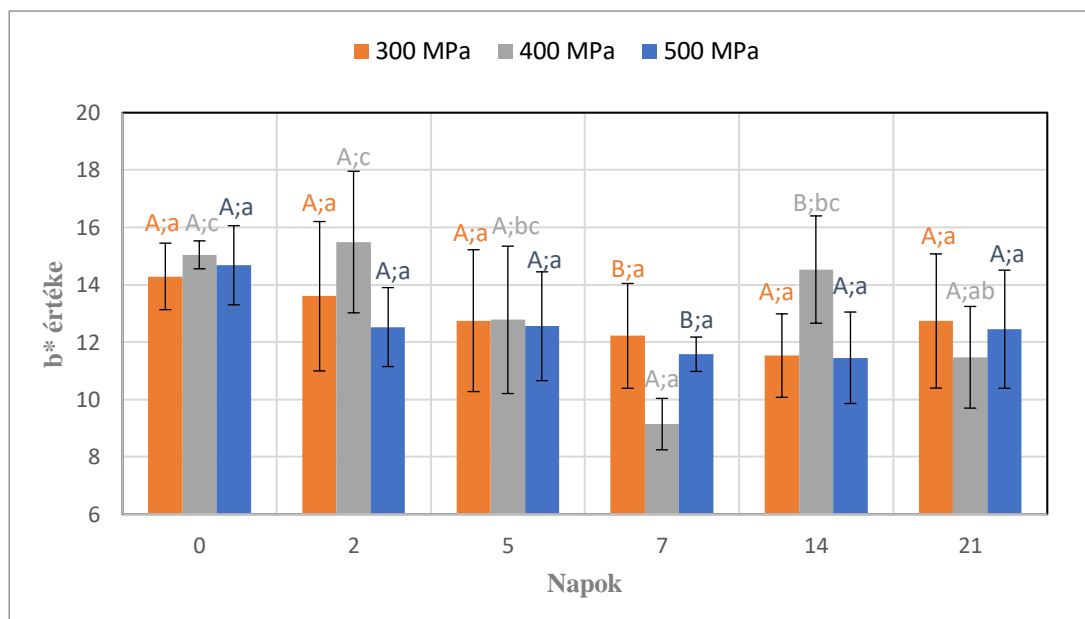 300 MPa 400 MPa 500 MPa
20
18
16
14
12
10
8
6
b* értéke
A;a A;c A;a
A;a A;c A;a
A;a A;bc A;a
B;a A;a B;a
A;a B;bc A;a
A;a A;ab A;a
0 2 5 7 14 21
Napok